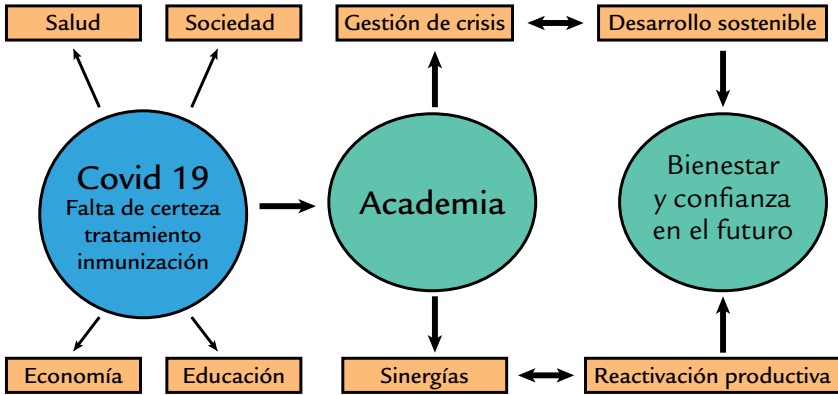 Salud
Sociedad
Gestión de crisis
Desarrollo sostenible
Covid 19
Falta de certeza
tratamiento
inmunización
Academia
Bienestar
y confianza
en el futuro
Economía
Educación
Sinergías
Reactivación productiva